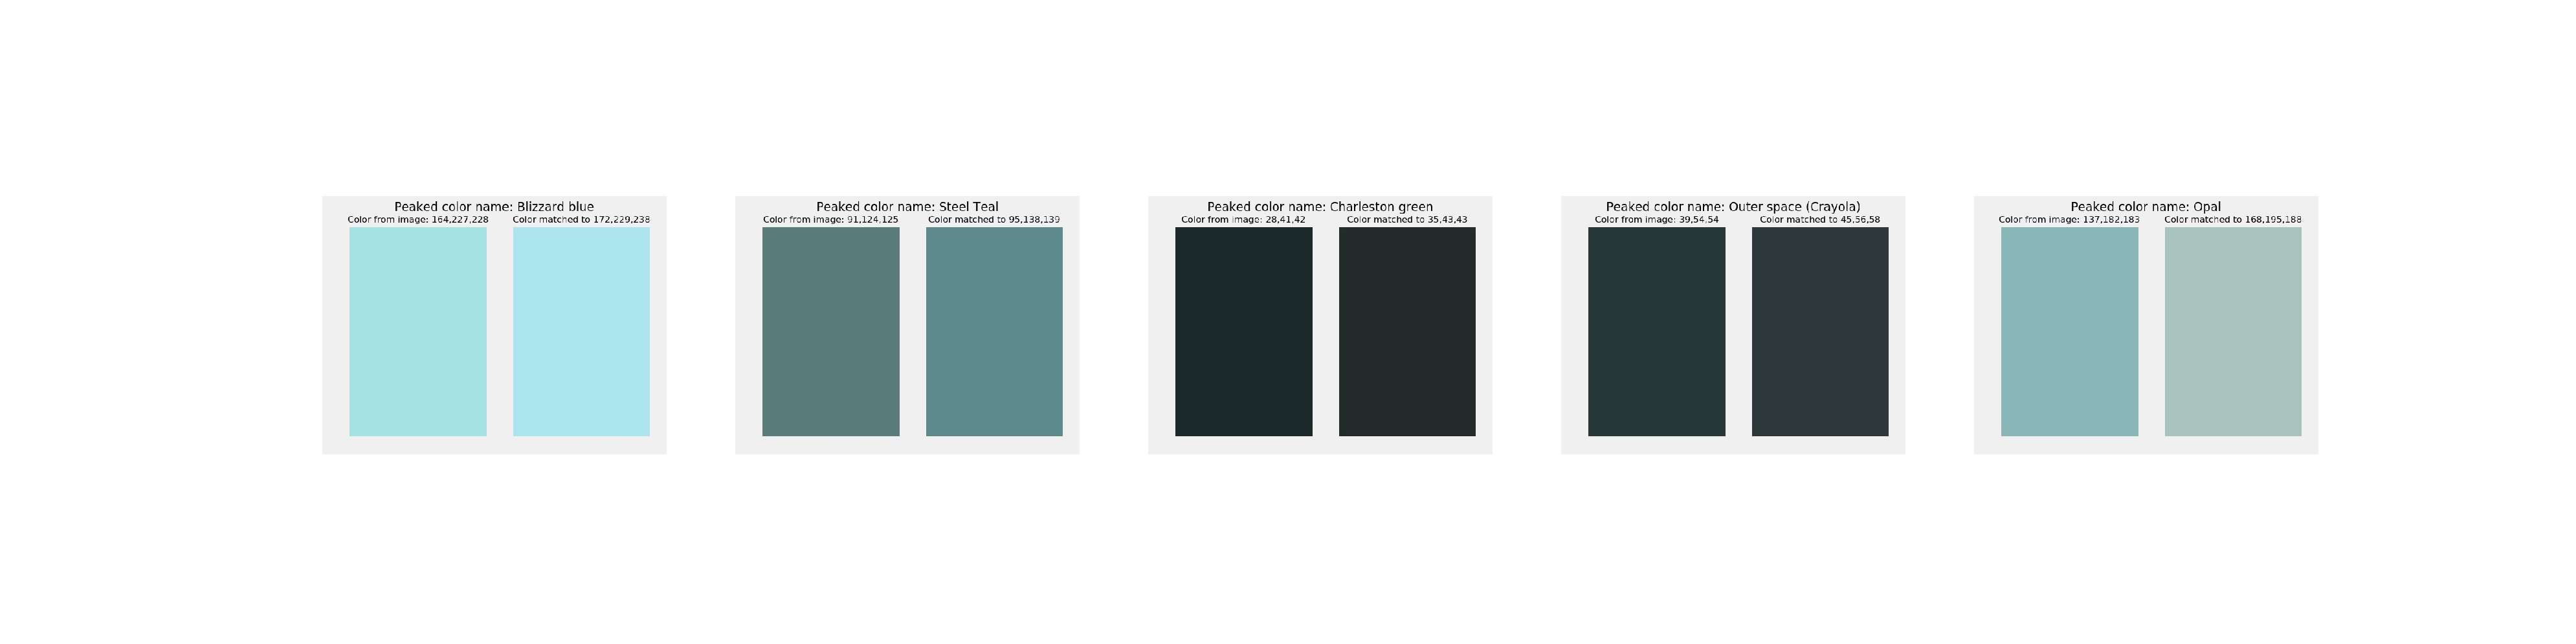 Peaked color name: Blizzard blue
Color from image: 164,227,228
Color matched to 172,229,238
Peaked color name: Steel Teal
Color from image: 91,124,125
Color matched to 95,138,139
Peaked color name: Charleston green
Color from image: 28,41,42
Color matched to 35,43,43
Peaked color name: Outer space (Crayola)
Color from image: 39,54,54
Color matched to 45,56,58
Peaked color name: Opal
Color from image: 137,182,183
Color matched to 168,195,188